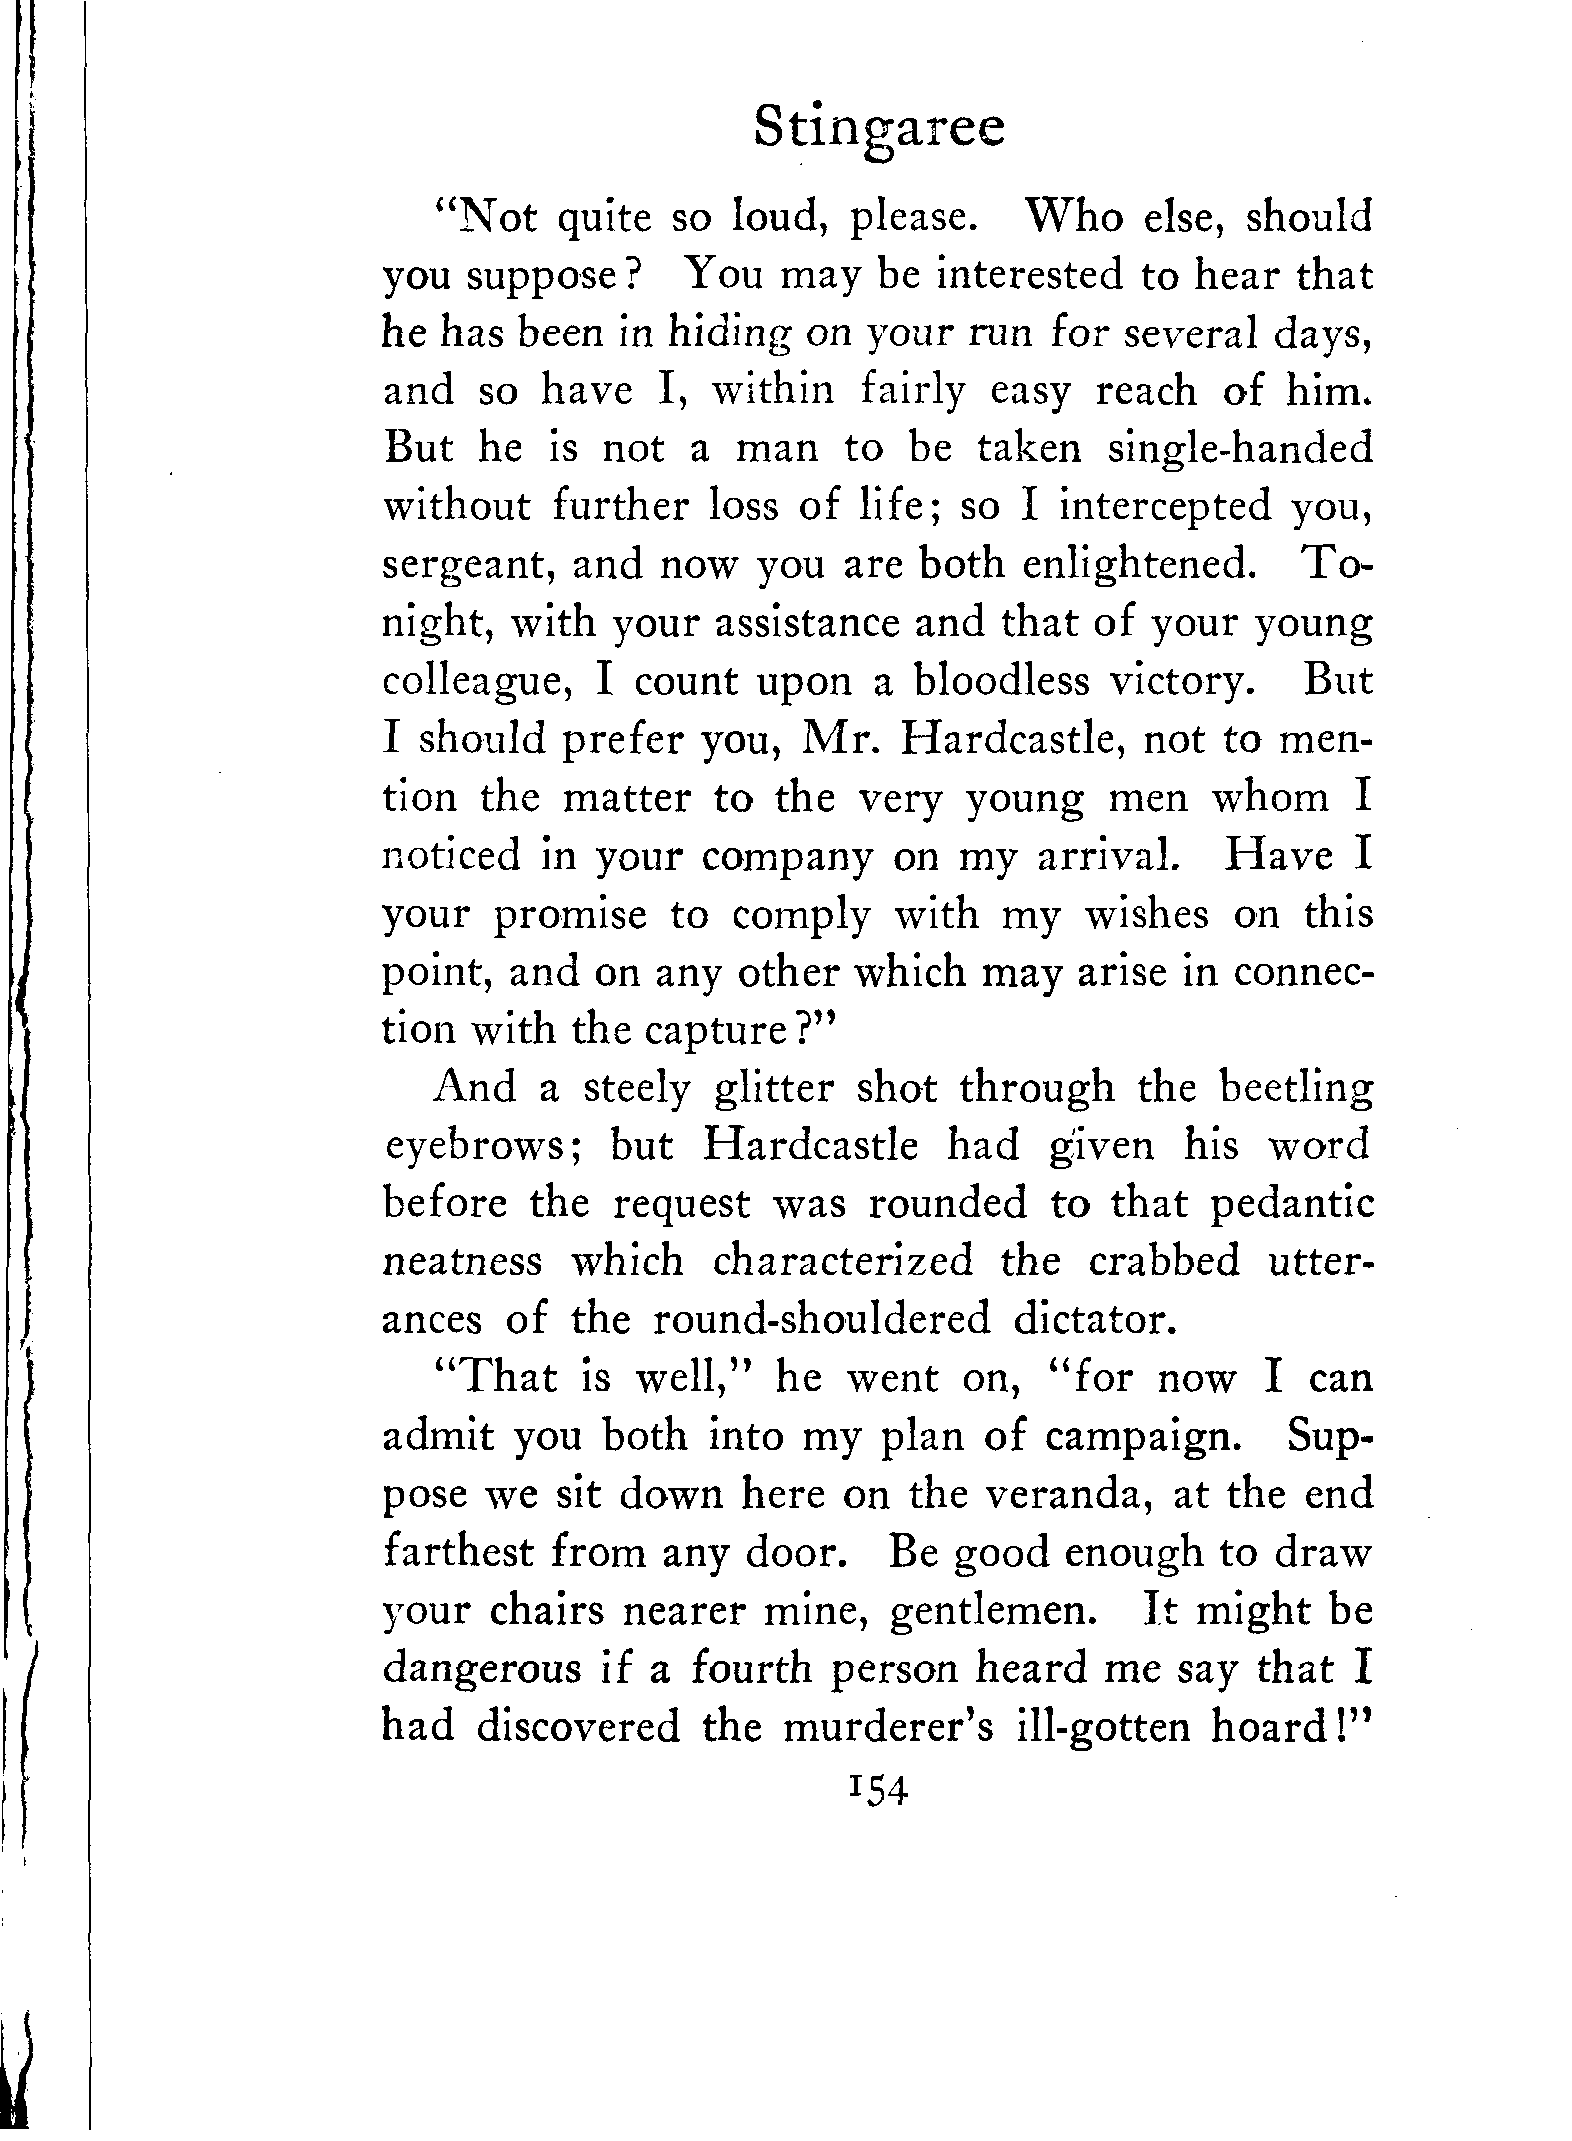 Stingaree
"Not quite so loud, please. Who else, should
you suppose? You may be interested to hear that
he has been in hiding on your run for several days,
and so have I, within fairly easy reach of him.
But he is not a man to be taken single-handed
without further loss of life; so I intercepted you,
sergeant, and now you are both enlightened. To-
night, with your assistance and that of your young
colleague, I count upon a bloodless victory. But
I should prefer you, Mr. Hardcastle, not to men-
tion the matter to the very young men whom I
noticed in your company on my arrival. Have I
your promise to comply with my wishes on this
point, and on any other which may arise in connec-
tion with the capture?"
And a steely glitter shot through the beetling
eyebrows; but Hardcastle had given his word
before the request was rounded to that pedantic
neatness which characterized the crabbed utter-
ances of the round-shouldered dictator.
"That is well," he went on, "for now I can
admit you both into my plan of campaign. Sup-
pose we sit down here on the veranda, at the end
farthest from any door. Be good enough to draw
your chairs nearer mine, gentlemen. It might be
dangerous if a fourth person heard me say that I
had discovered the murderer's ill-gotten hoard!"
154